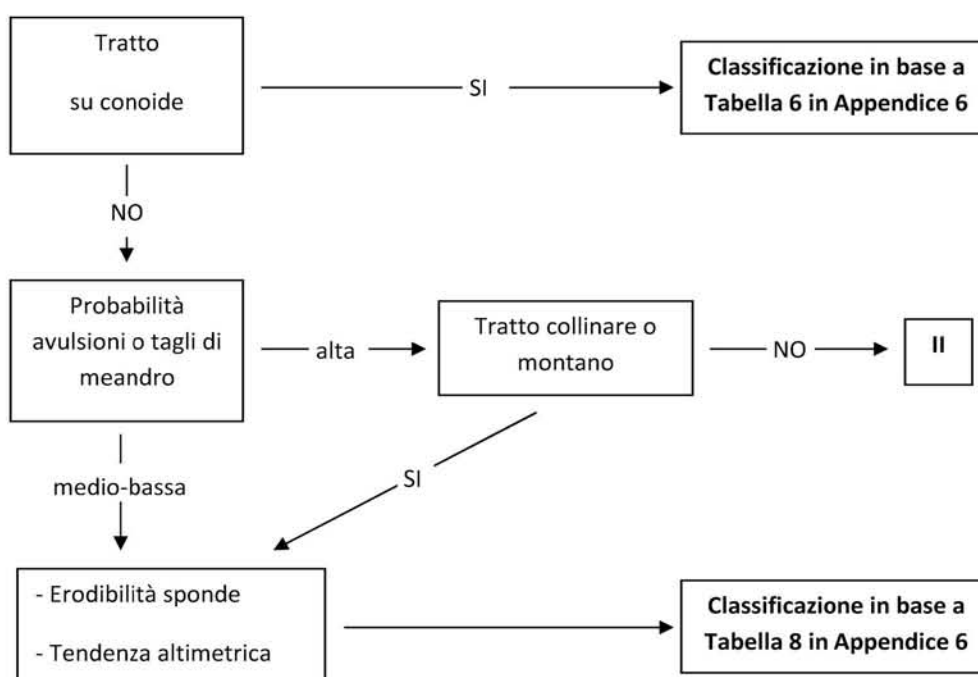 Tratto
su conoide
SI
Classificazione in base a
Tabella 6 in Appendice 6
NO
Probabilità
avulsioni o tagli di
meandro
alta
Tratto collinare o
montano
NO
II
medio-bassa
SI
- Erodibilità sponde
- Tendenza altimetrica
Classificazione in base a
Tabella 8 in Appendice 6